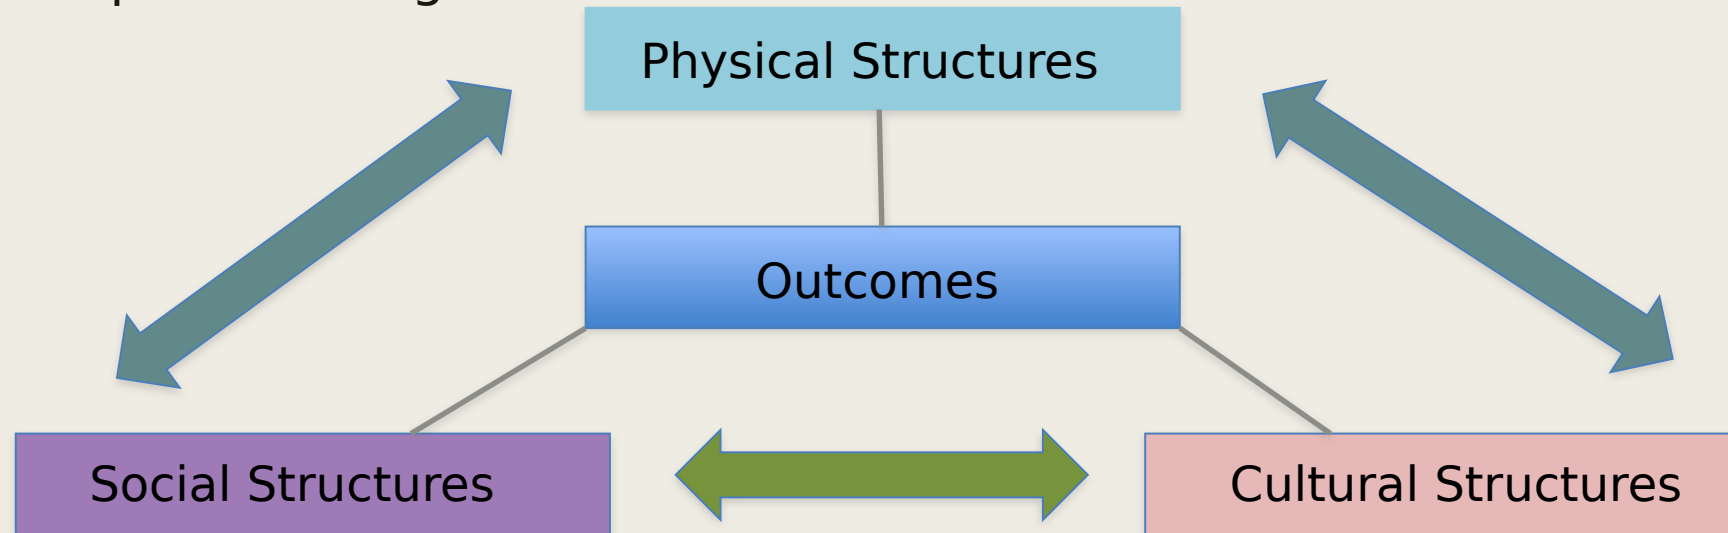 Physical Structures
Outcomes
Social Structures
Cultural Structures